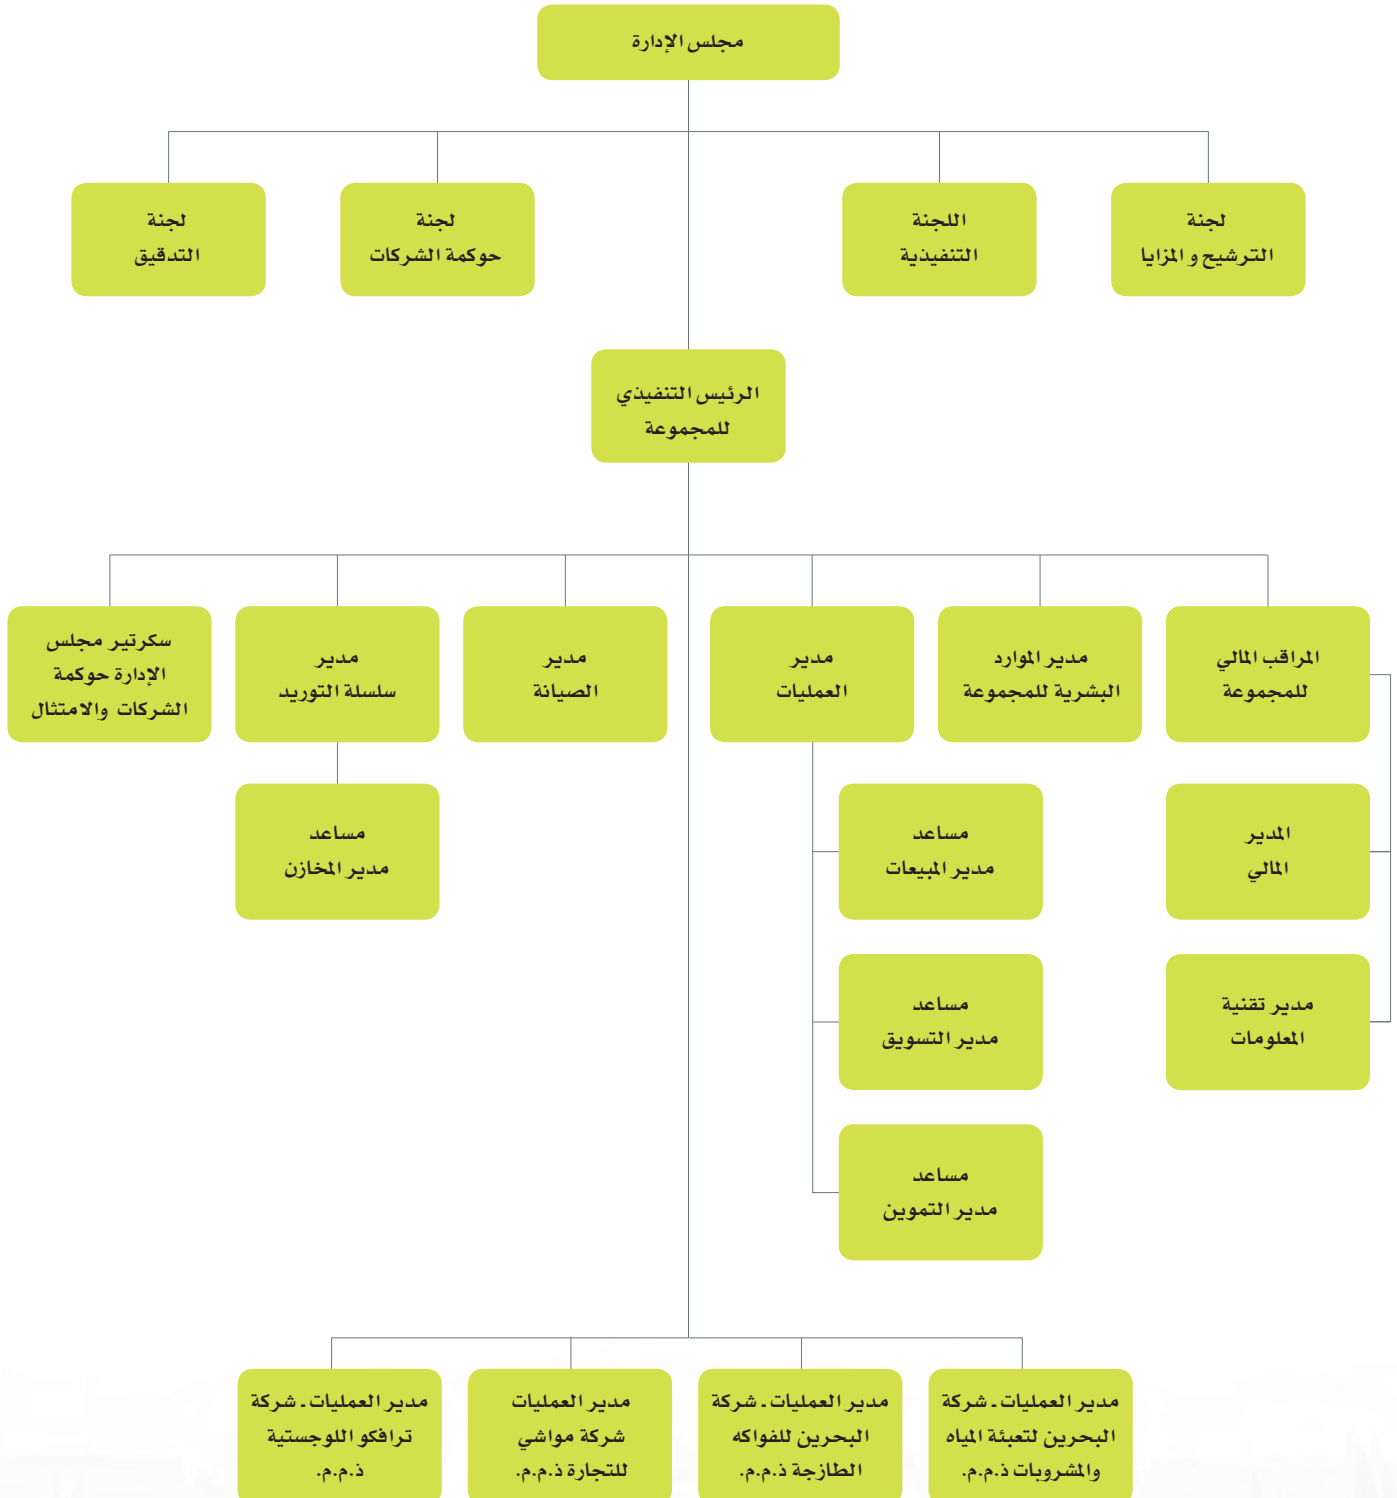 مجلس الإدارة
لجنة
الترشيح و المزايا
اللجنة
التنفيذية
لجنة
حوكمة الشركات
لجنة
التدقيق
الرئيس التنفيذي
للمجموعة
المراقب المالي
للمجموعة
مدير الموارد
البشرية للمجموعة
مدير
العمليات
مدير
الصيانة
مدير
سلسلة التوريد
سكرتير مجلس
الإدارة حوكمة
الشركات والامتثال
المدير
المالي
مساعد
مدير المبيعات
مساعد
مدير المخازن
مدير تقنية
المعلومات
مساعد
مدير التسويق
مساعد
مدير التموين
مدير العمليات - شركة
البحرين لتعبئة المياه
والمشروبات ذ.م.م.
مدير العمليات - شركة
البحرين للفواكه
الطازجة ذ.م.م.
مدير العمليات
شركة مواشي
للتجارة ذ.م.م.
مدير العمليات - شركة
ترافكو اللوجستية
ذ.م.م.